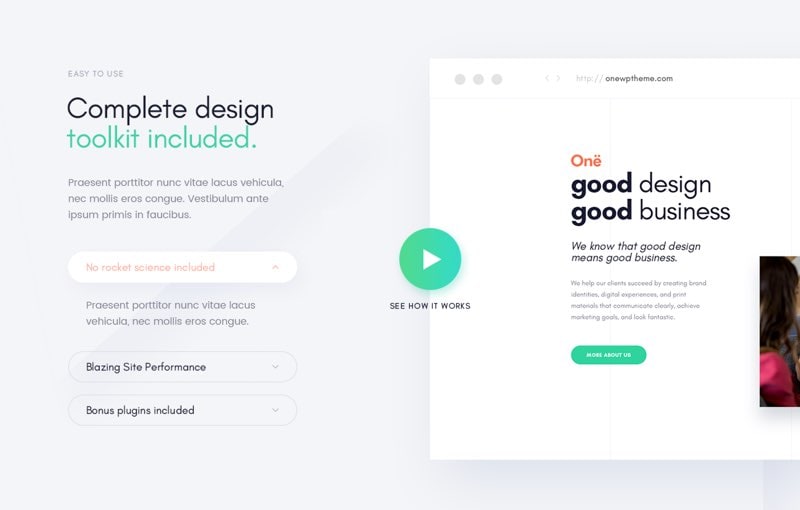 EASY TO USE
Complete design
toolkit included.
Praesent porttitor nunc vitae lacus vehicula,
nec mollis eros congue. Vestibulum ante
ipsum primis in faucibus.
No rocket science included
Praesent porttitor nunc vitae lacus
vehicula, nec mollis eros congue.
Blazing Site Performance
Bonus plugins included
SEE HOW IT WORKS
http:// onewptheme.com
Onë
good design
good business
We know that good design
means good business.
We help our clients succeed by creating brand
identities, digital experiences, and print
materials that communicate clearly, achieve
marketing goals, and look fantastic.
MORE ABOUT US